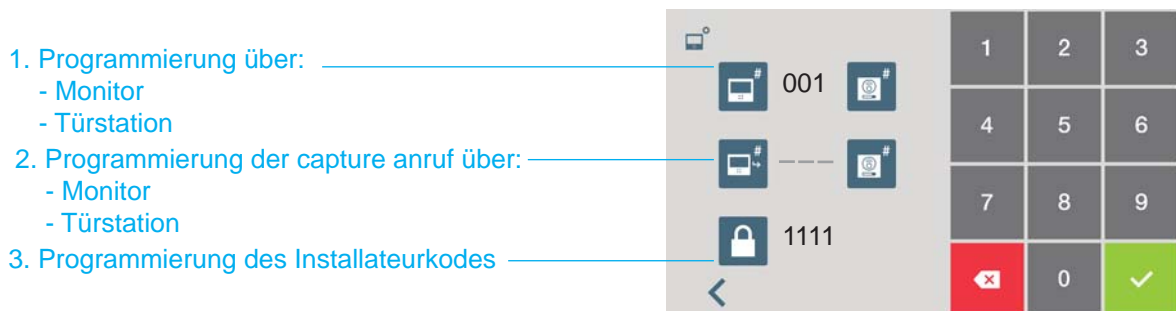 1. Programmierung über:
- Monitor
- Türstation
2. Programmierung der capture anruf über:
- Monitor
- Türstation
3. Programmierung des Installateurkodes
# 001 #
# --- #
1111
1 2 3
4 5 6
7 8 9
0